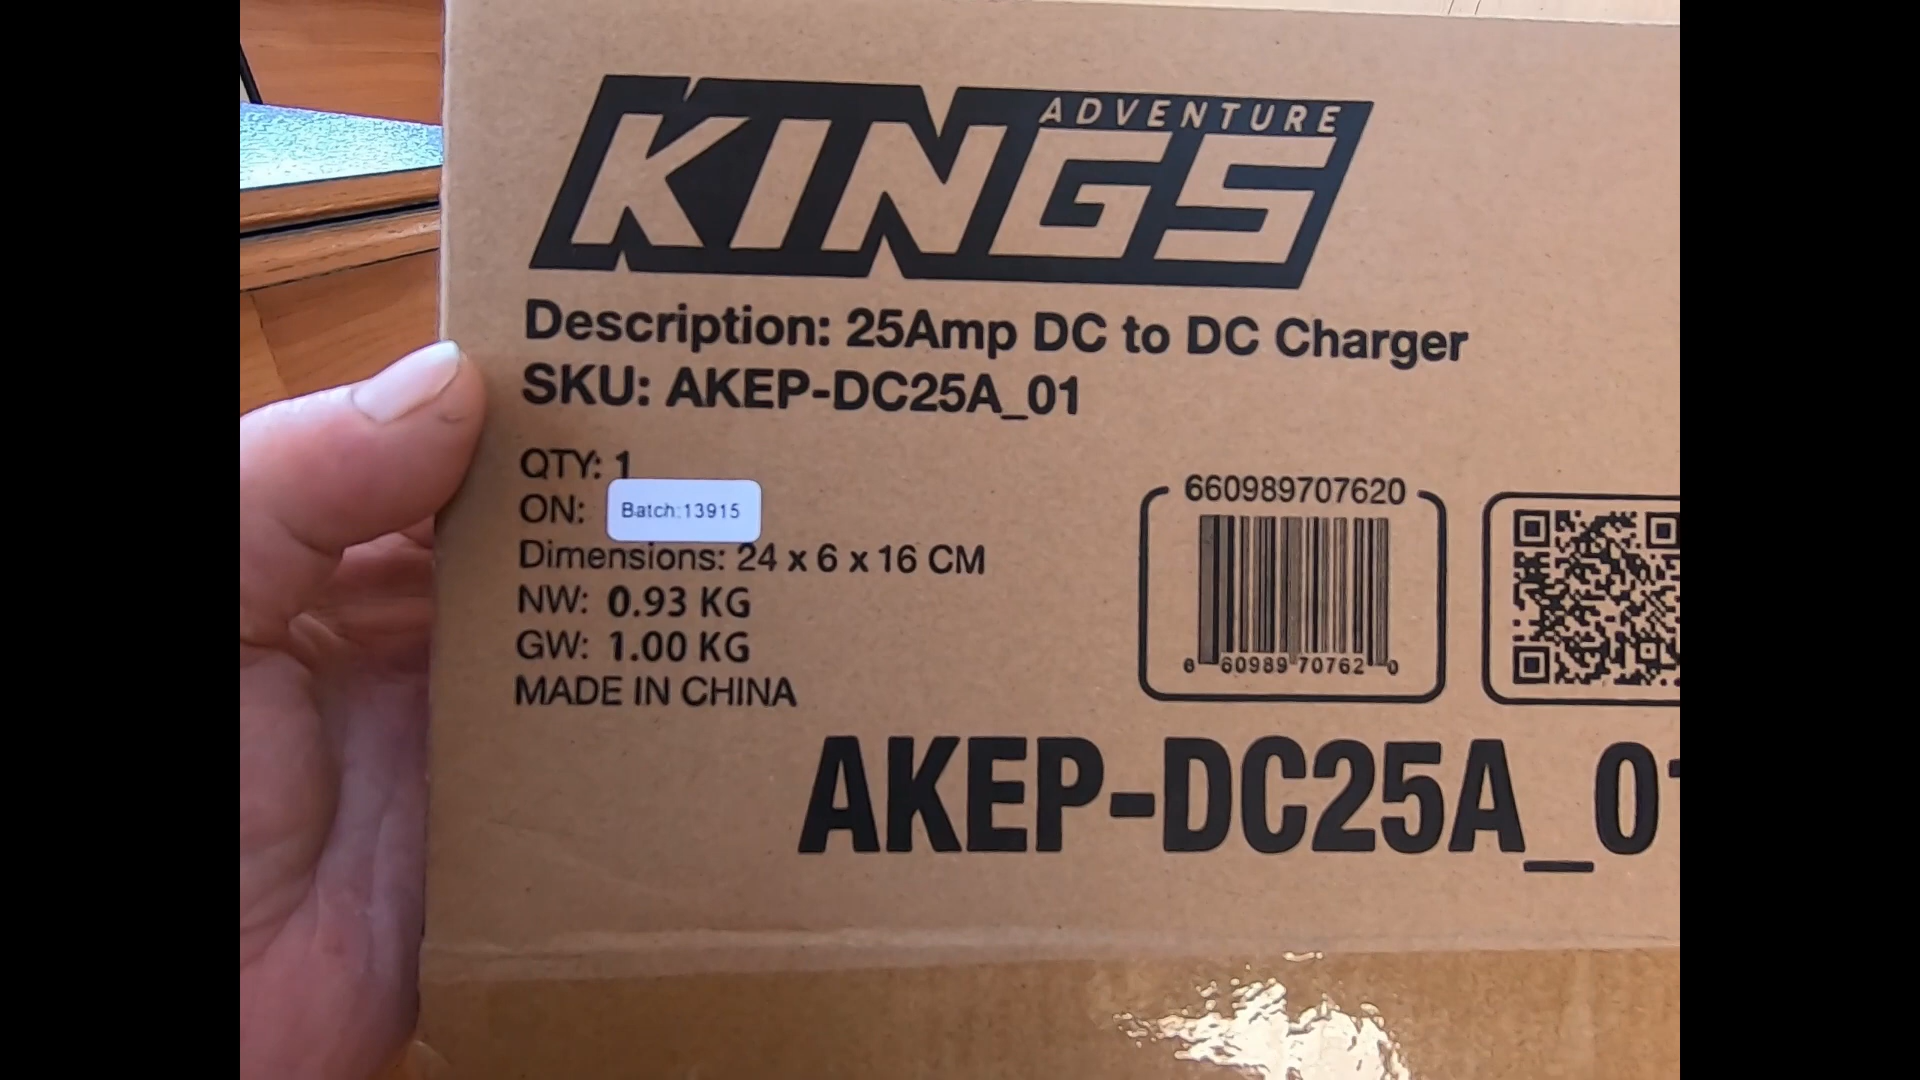 ADVENTURE
KINGS
Description: 25Amp DC to DC Charger
SKU: AKEP-DC25A_01
QTY: 1
ON: Batch:13915
Dimensions: 24 x 6 x 16 CM
NW: 0.93 KG
GW: 1.00 KG
MADE IN CHINA
660989707620
6 60989 70762 0
AKEP-DC25A_01